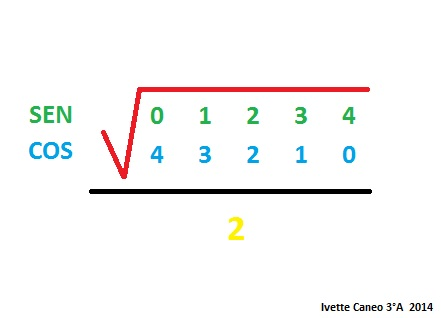 SEN 0 1 2 3 4
COS 4 3 2 1 0
2
Ivette Caneo 3°A 2014